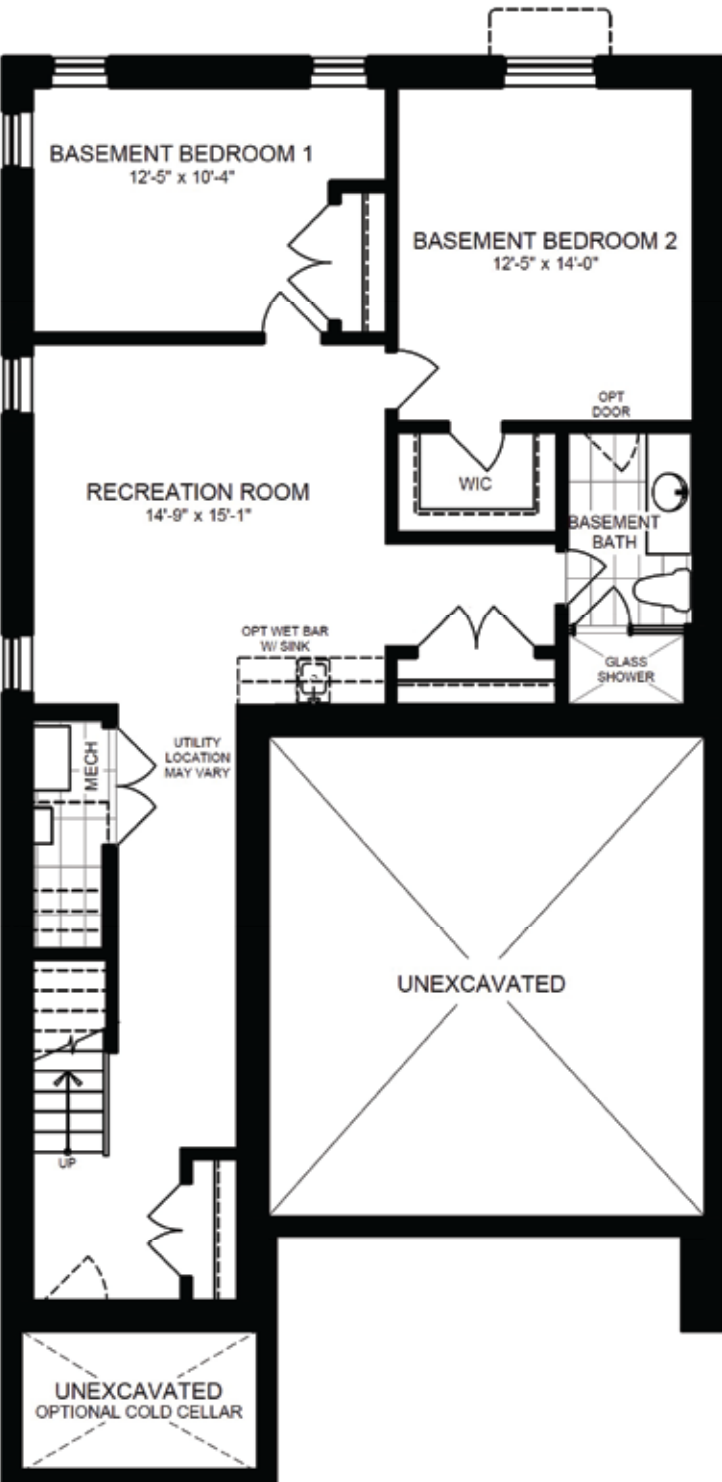 BASEMENT BEDROOM 1
12'-5" x 10'-4"
BASEMENT BEDROOM 2
12'-5" x 14'-0"
OPT
DOOR
WIC
RECREATION ROOM
14'-9" x 15'-1"
BASEMENT
BATH
OPT WET BAR
W/ SINK
GLASS
SHOWER
MECH
UTILITY
LOCATION
MAY VARY
UNEXCAVATED
UP
UNEXCAVATED
OPTIONAL COLD CELLAR